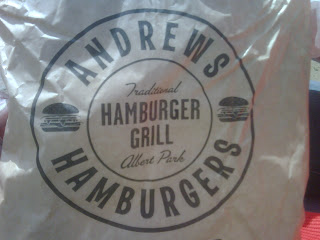 ANDREWS
Traditional
HAMBURGER
GRILL
Albert Park
HAMBURGERS